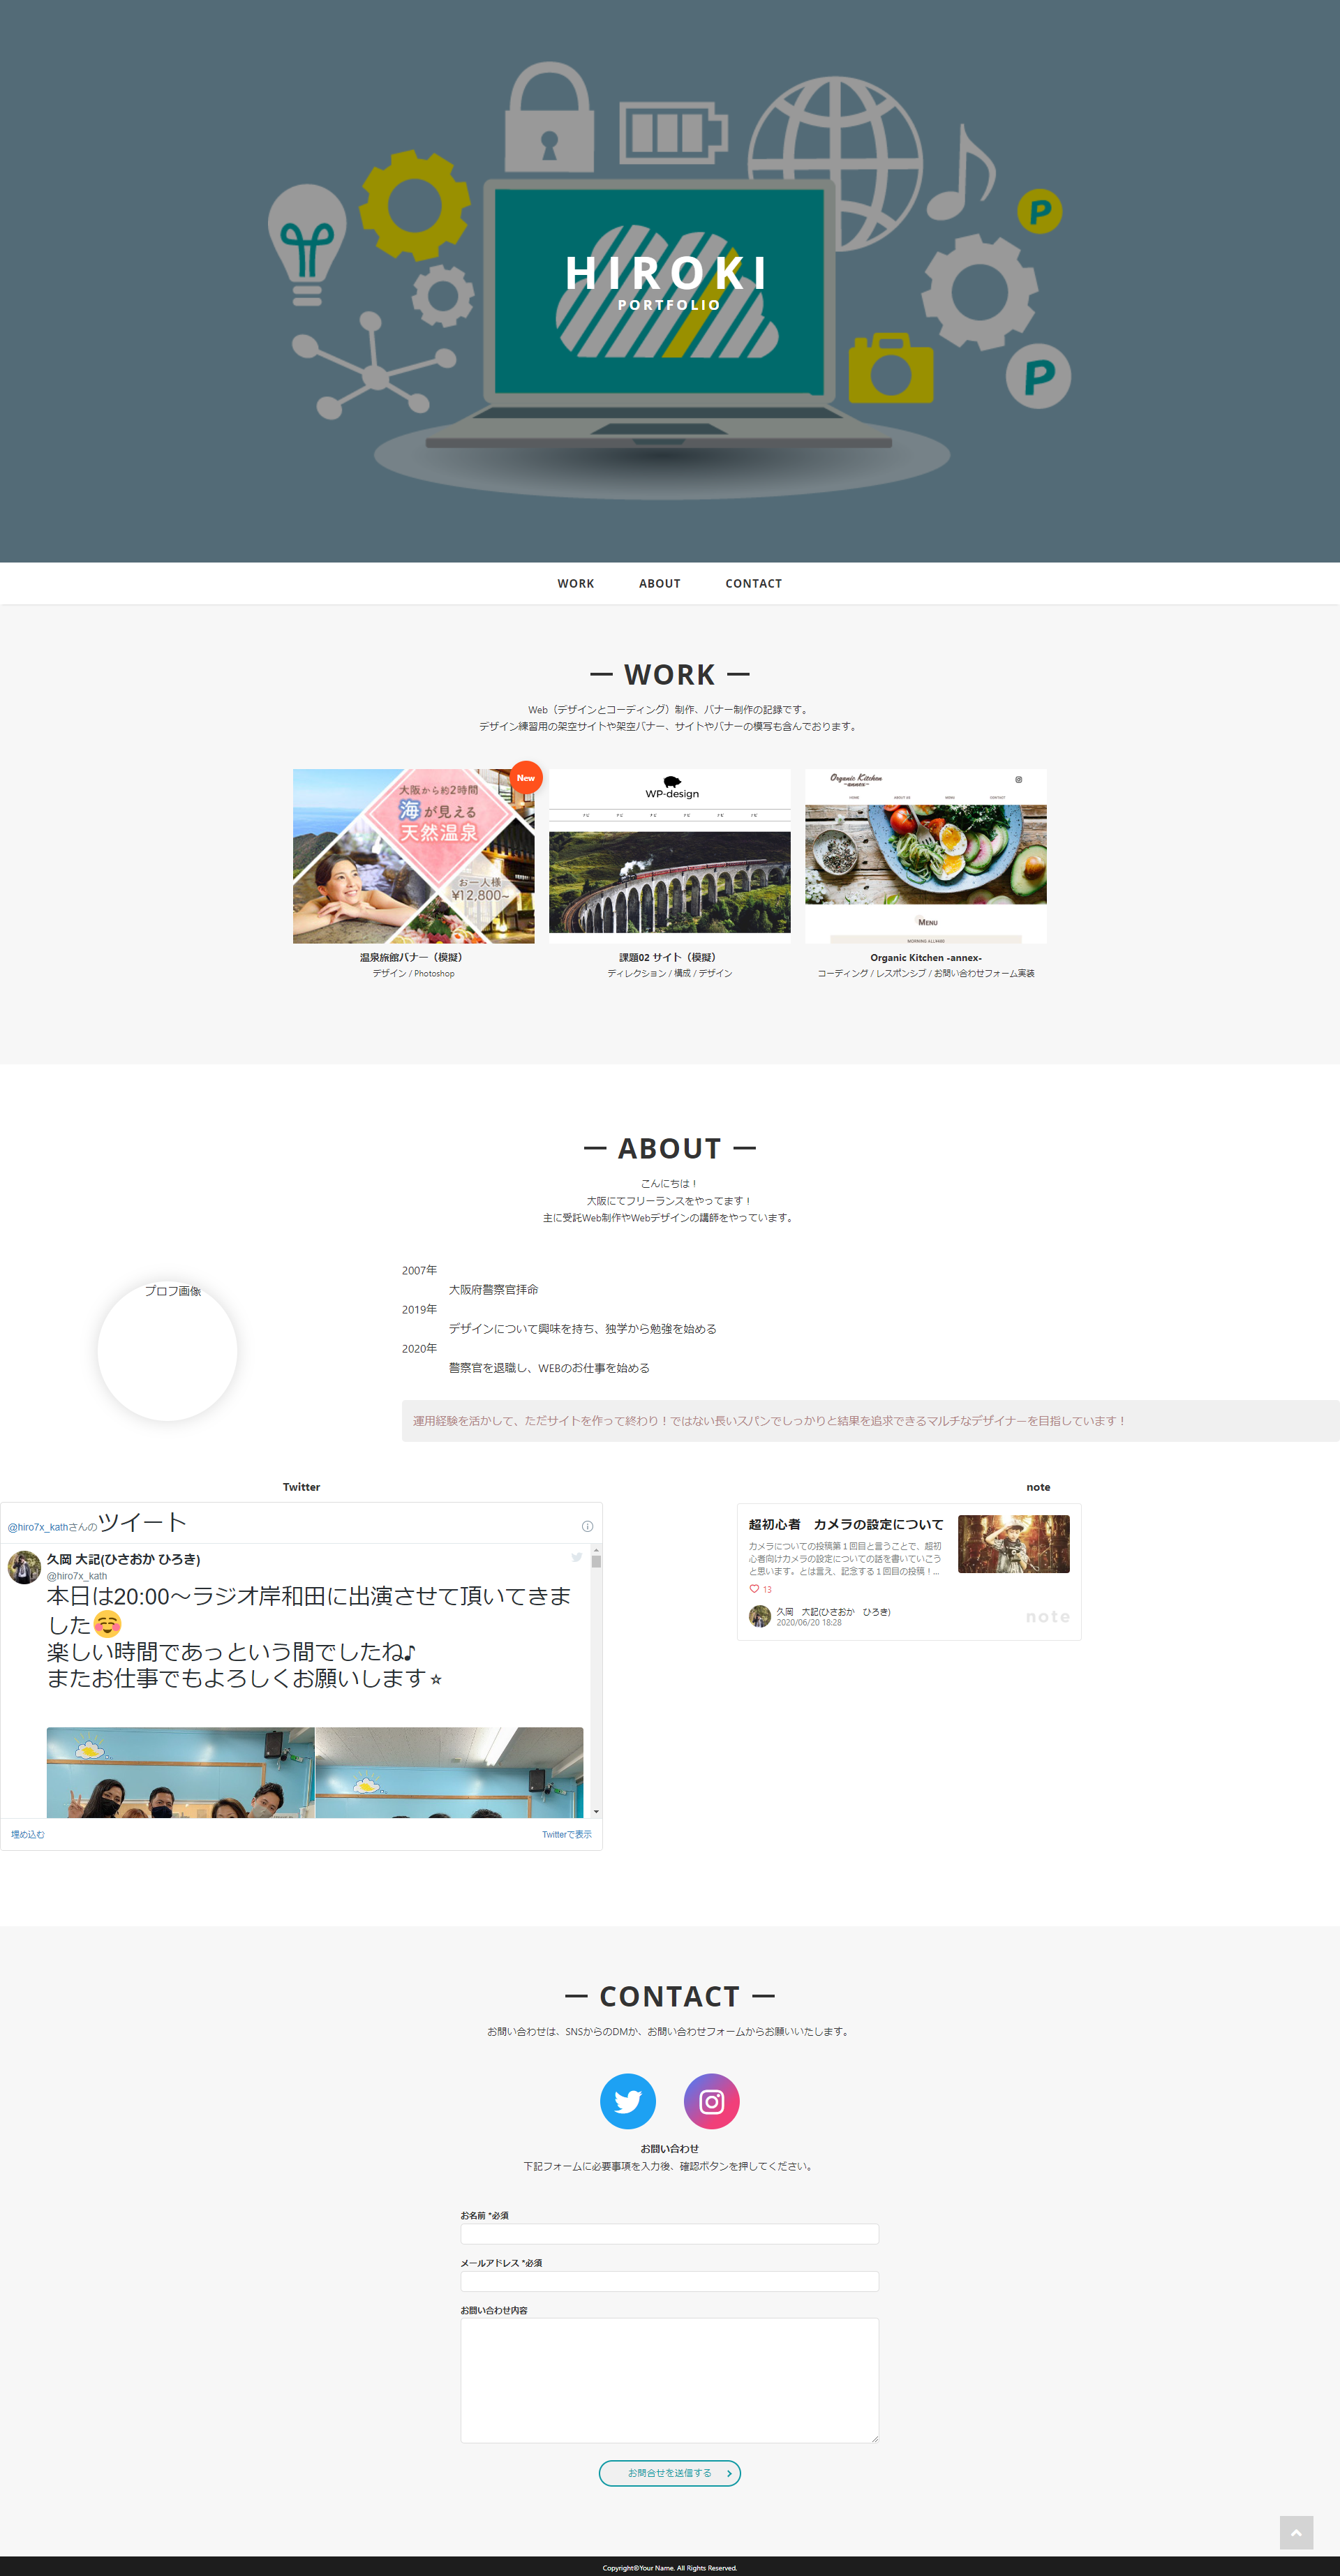 HIROKI
PORTFOLIO
P
P
WORK ABOUT CONTACT
WORK
Web（デザインとコーディング）制作、バナー制作の記録です。
デザイン練習用の架空サイトや架空バナー、サイトやバナーの模写も含んでおります。
New
大阪から約2時間
海が見える
天然温泉
お一人様
¥12,800~
温泉旅館バナー（模擬）
デザイン / Photoshop
WP-design
ナビ ナビ ナビ ナビ ナビ ナビ
課題02 サイト（模擬）
ディレクション / 構成 / デザイン
Organic Kitchen
-annex-
HOME ABOUT US MENU CONTACT
MENU
MORNING ALL¥480
Organic Kitchen -annex-
コーディング / レスポンシブ / お問い合わせフォーム実装
ABOUT
こんにちは！
大阪にてフリーランスをやってます！
主に受託Web制作やWebデザインの講師をやっています。
プロフ画像
2007年
大阪府警察官拝命
2019年
デザインについて興味を持ち、独学から勉強を始める
2020年
警察官を退職し、WEBのお仕事を始める
運用経験を活かして、ただサイトを作って終わり！ではない長いスパンでしっかりと結果を追求できるマルチなデザイナーを目指しています！
Twitter
@hiro7x_kathさんのツイート
久岡 大記(ひさおか ひろき)
@hiro7x_kath
本日は20:00～ラジオ岸和田に出演させて頂いてきま
した☺️
楽しい時間であっという間でしたね♪
またお仕事でもよろしくお願いします⭐︎
埋め込む
Twitterで表示
note
超初心者　カメラの設定について
カメラについての投稿第１回目と言うことで、超初
心者向けカメラの設定についての話を書いていこう
と思います。とは言え、記念する１回目の投稿！...
13
久岡　大記(ひさおか　ひろき)
2020/06/20 18:28
note
CONTACT
お問い合わせは、SNSからのDMか、お問い合わせフォームからお願いいたします。
お問い合わせ
下記フォームに必要事項を入力後、確認ボタンを押してください。
お名前 *必須
メールアドレス *必須
お問い合わせ内容
お問合せを送信する
Copyright©Your Name. All Rights Reserved.